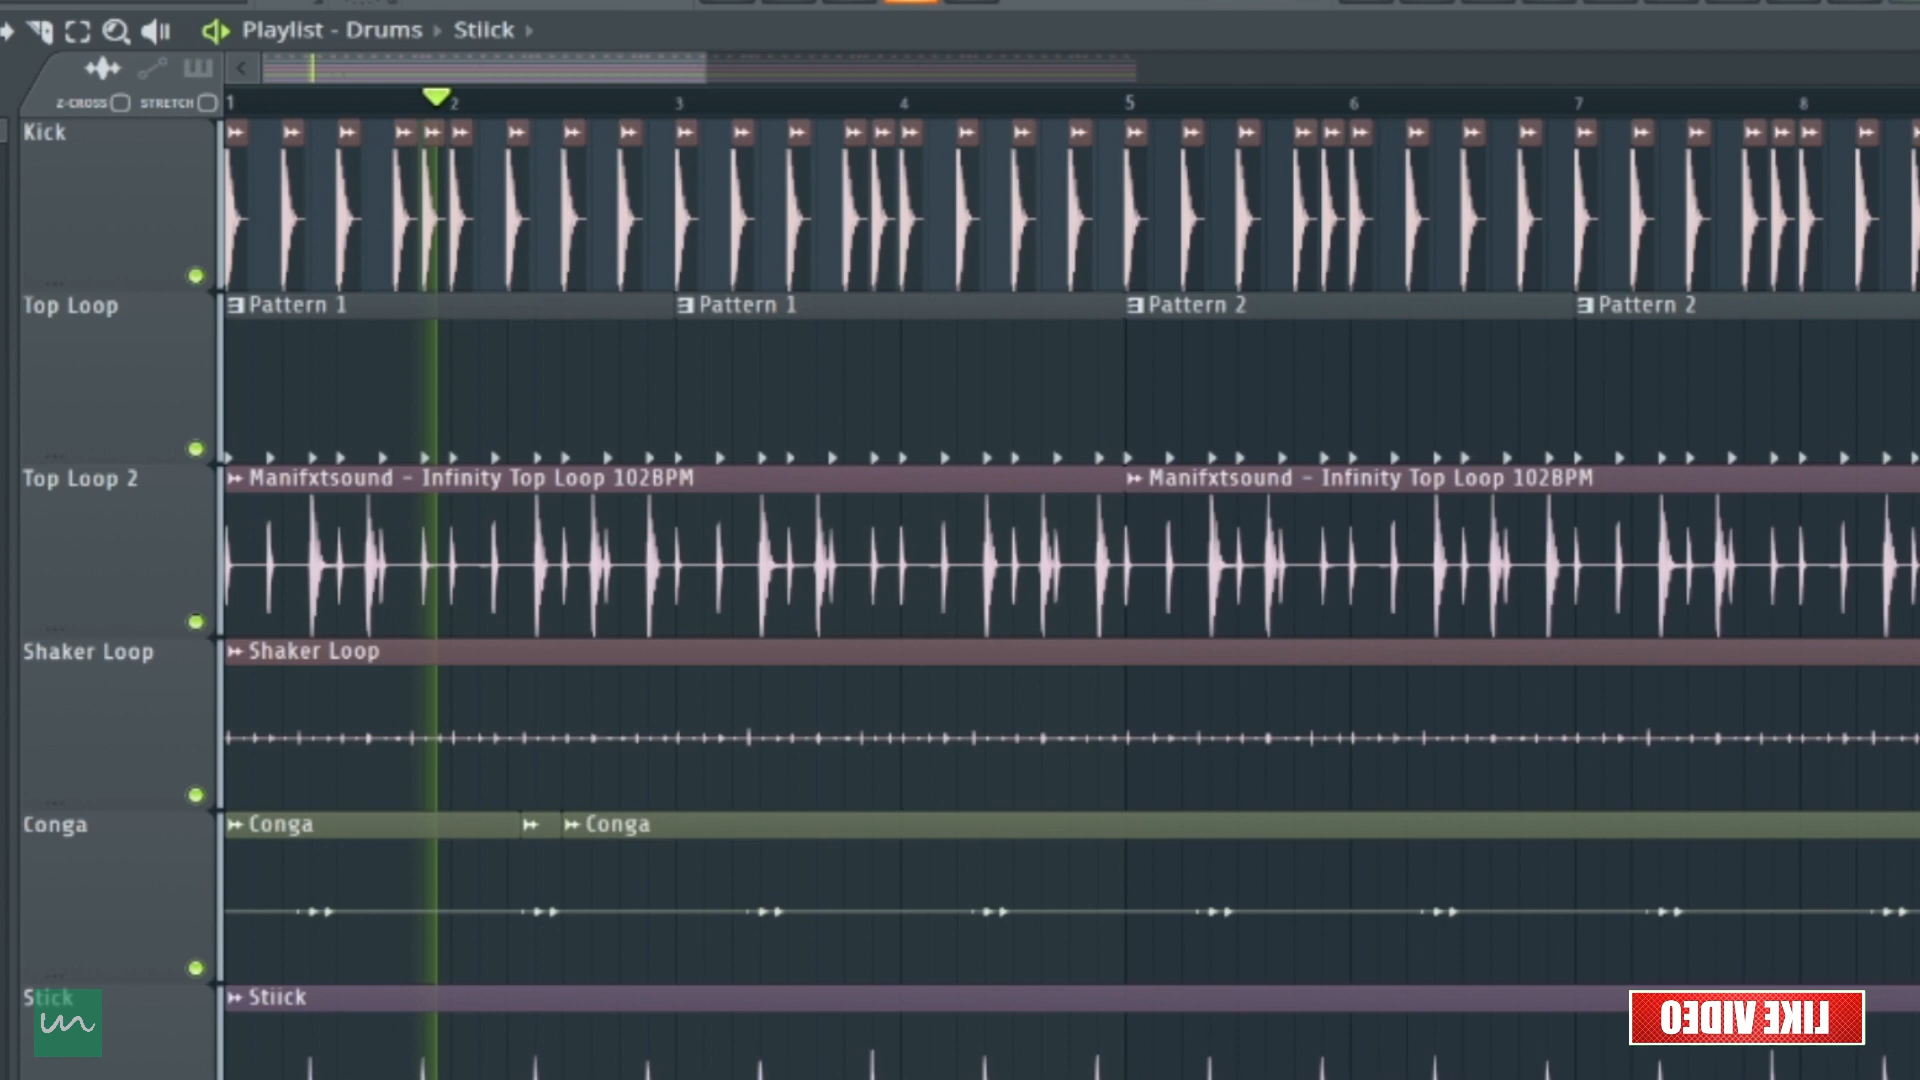 Playlist - Drums Stiick
Z-CROSS STRETCH
1 2 3 4 5 6 7 8
Kick
Top Loop
Pattern 1 Pattern 1 Pattern 2 Pattern 2
Top Loop 2
Manifxtsound - Infinity Top Loop 102BPM Manifxtsound - Infinity Top Loop 102BPM
Shaker Loop
Shaker Loop
Conga
Conga Conga
Stick
Stiick
LIKE VIDEO